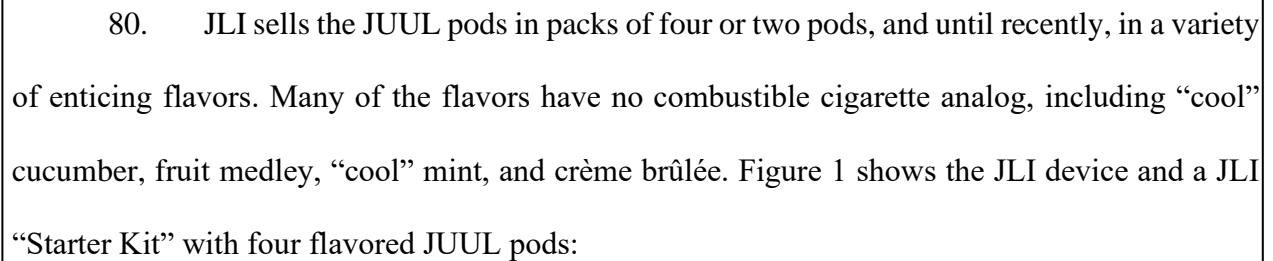 80. JLI sells the JUUL pods in packs of four or two pods, and until recently, in a variety
of enticing flavors. Many of the flavors have no combustible cigarette analog, including “cool”
cucumber, fruit medley, “cool” mint, and crème brûlée. Figure 1 shows the JLI device and a JLI
“Starter Kit” with four flavored JUUL pods: